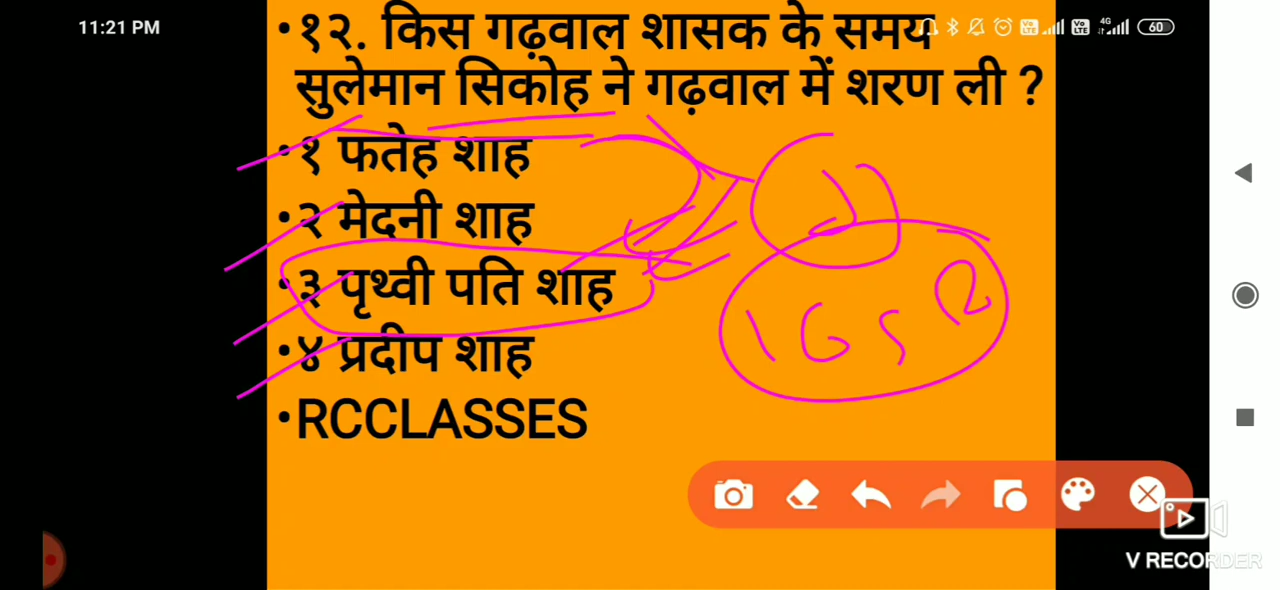 11:21 PM
4G
60
•१२. किस गढ़वाल शासक के समय
सुलेमान सिकोह ने गढ़वाल में शरण ली ?
•१ फतेह शाह
•२ मेदनी शाह
•३ पृथ्वी पति शाह
•४ प्रदीप शाह
•RCCLASSES
V RECORDER